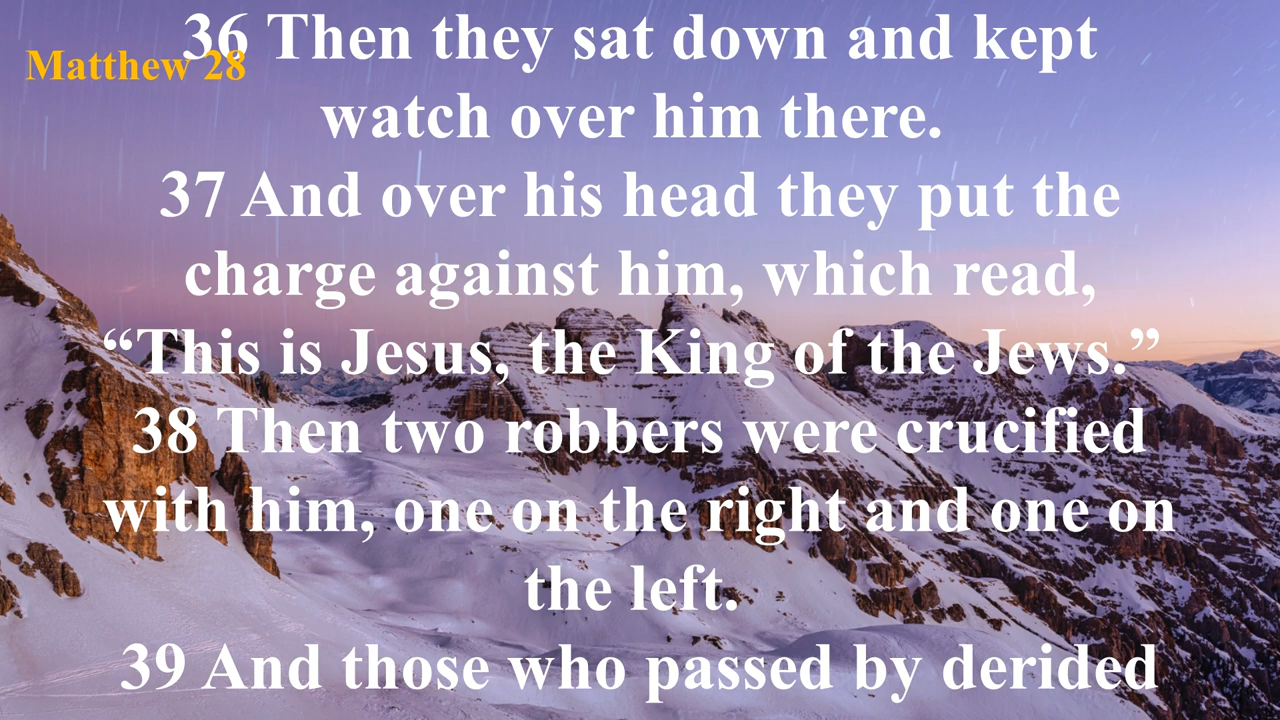 Matthew 28
36 Then they sat down and kept
watch over him there.
37 And over his head they put the
charge against him, which read,
“This is Jesus, the King of the Jews.”
38 Then two robbers were crucified
with him, one on the right and one on
the left.
39 And those who passed by derided